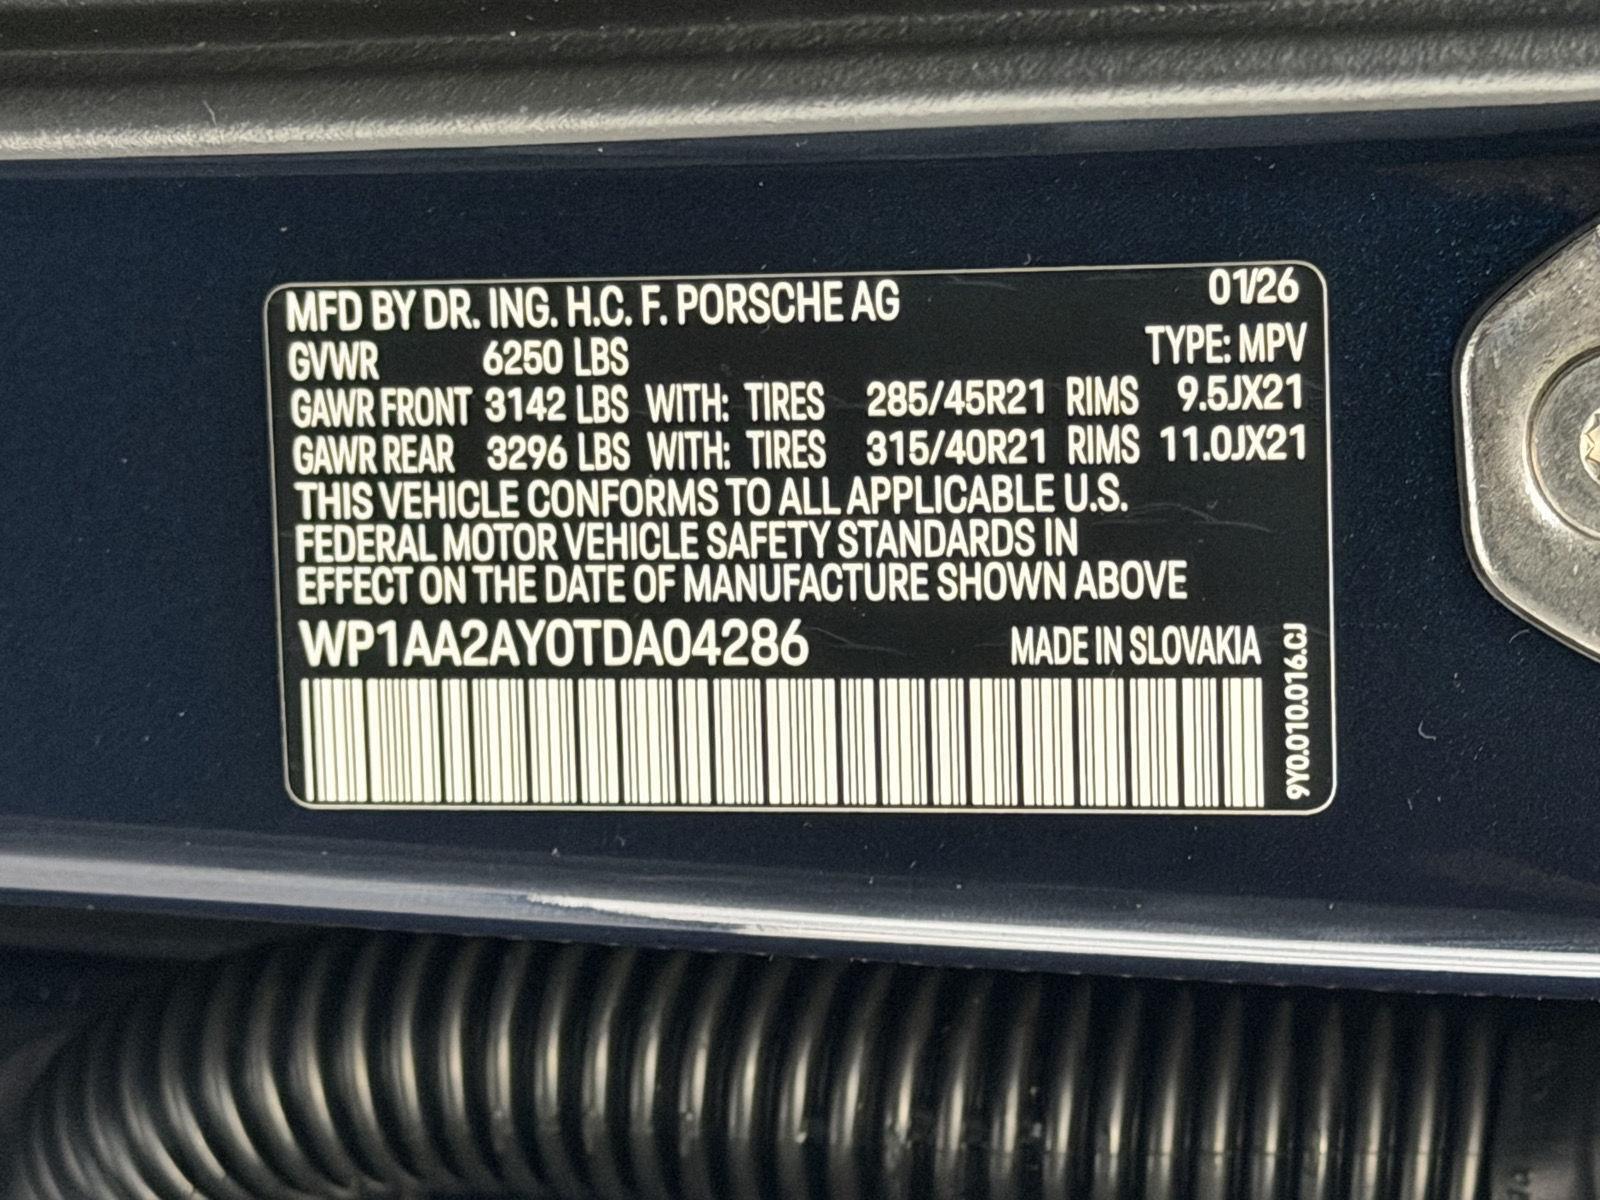 MFD BY DR. ING. H.C. F. PORSCHE AG 01/26
GVWR 6250 LBS TYPE: MPV
GAWR FRONT 3142 LBS WITH: TIRES 285/45R21 RIMS 9.5JX21
GAWR REAR 3296 LBS WITH: TIRES 315/40R21 RIMS 11.0JX21
THIS VEHICLE CONFORMS TO ALL APPLICABLE U.S.
FEDERAL MOTOR VEHICLE SAFETY STANDARDS IN
EFFECT ON THE DATE OF MANUFACTURE SHOWN ABOVE
WP1AA2AY0TDA04286 MADE IN SLOVAKIA
9Y0.010.016.CJ